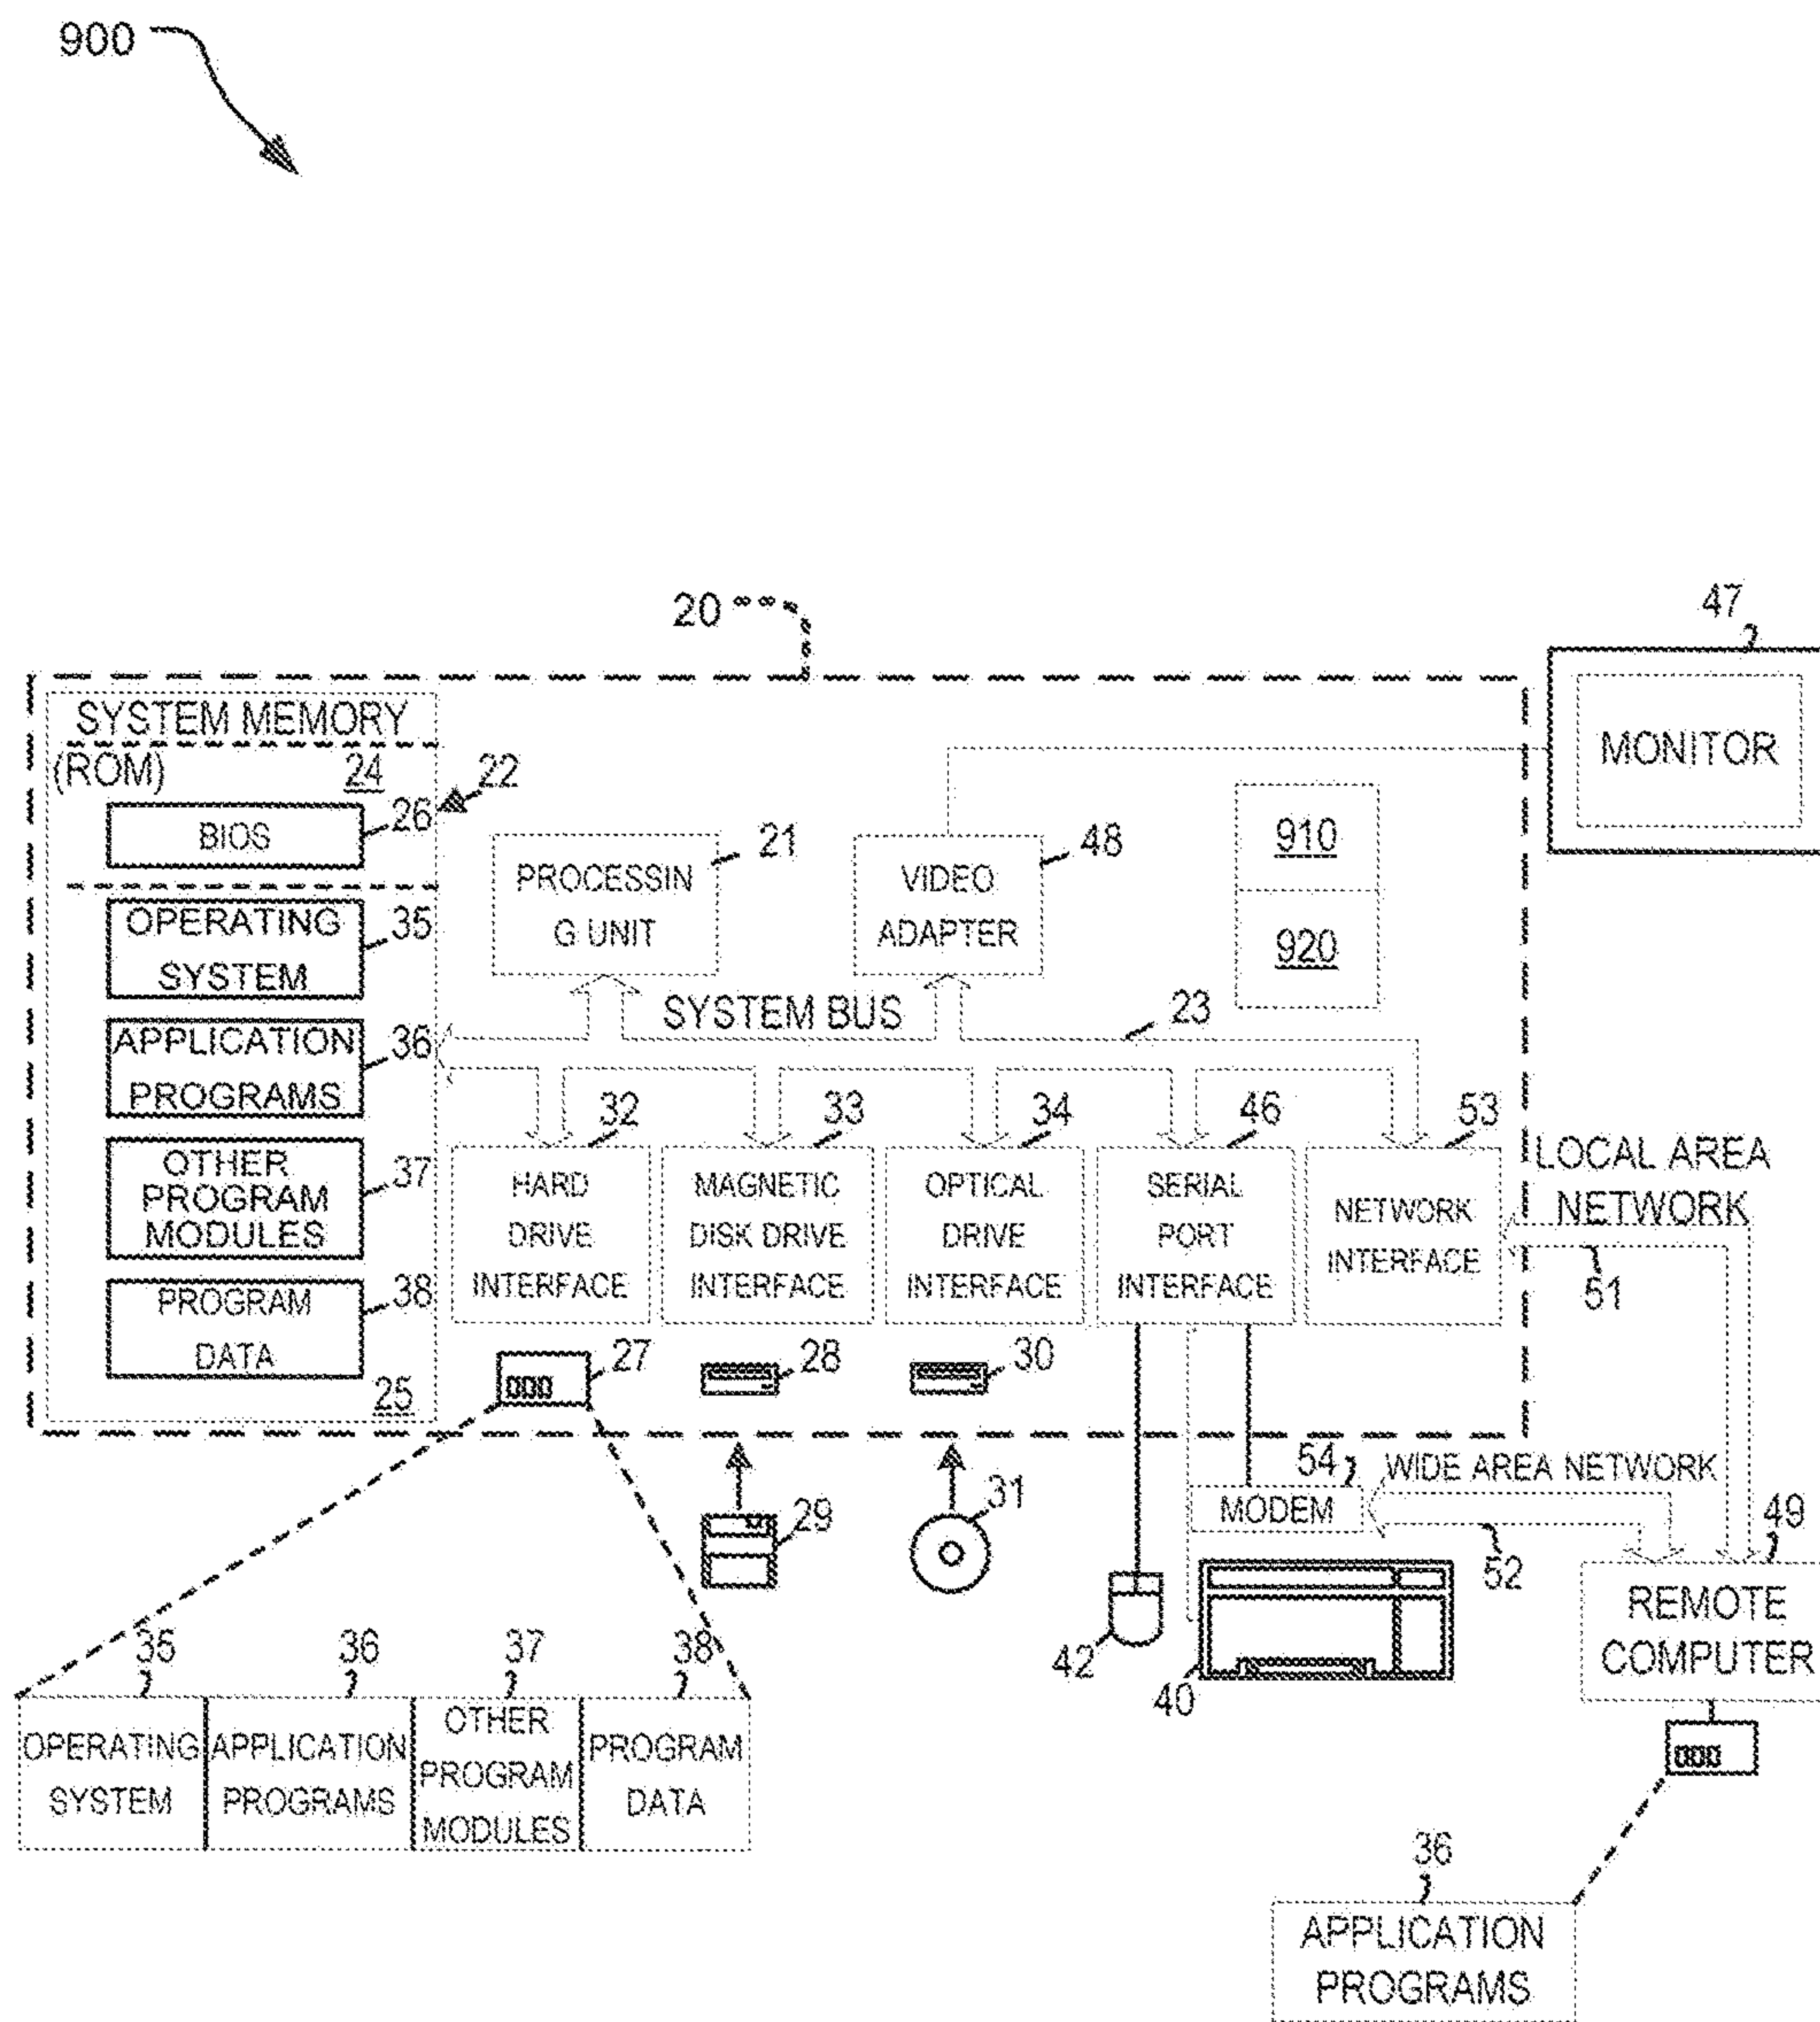 900
20
47
SYSTEM MEMORY
(ROM) 24
22
BIOS
26
OPERATING
SYSTEM
35
APPLICATION
PROGRAMS
36
OTHER
PROGRAM
MODULES
37
PROGRAM
DATA
38
25
PROCESSIN
G UNIT
21
VIDEO
ADAPTER
48
910
920
MONITOR
SYSTEM BUS
23
32
33
34
46
53
HARD
DRIVE
INTERFACE
MAGNETIC
DISK DRIVE
INTERFACE
OPTICAL
DRIVE
INTERFACE
SERIAL
PORT
INTERFACE
NETWORK
INTERFACE
LOCAL AREA
NETWORK
51
27
28
30
29
31
54
WIDE AREA NETWORK
MODEM
52
49
42
40
REMOTE
COMPUTER
35
36
37
38
OPERATING
SYSTEM
APPLICATION
PROGRAMS
OTHER
PROGRAM
MODULES
PROGRAM
DATA
36
APPLICATION
PROGRAMS